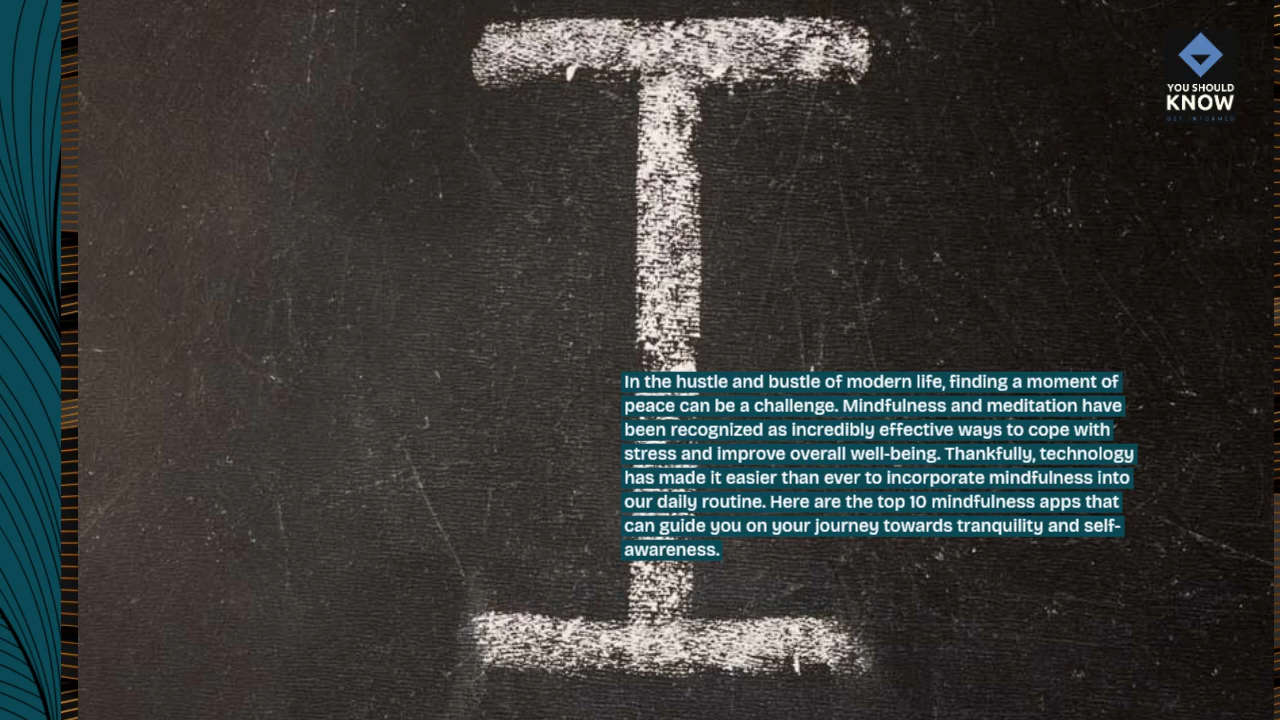 I
YOU SHOULD
KNOW
GET INFORMED
In the hustle and bustle of modern life, finding a moment of
peace can be a challenge. Mindfulness and meditation have
been recognized as incredibly effective ways to cope with
stress and improve overall well-being. Thankfully, technology
has made it easier than ever to incorporate mindfulness into
our daily routine. Here are the top 10 mindfulness apps that
can guide you on your journey towards tranquility and self-
awareness.